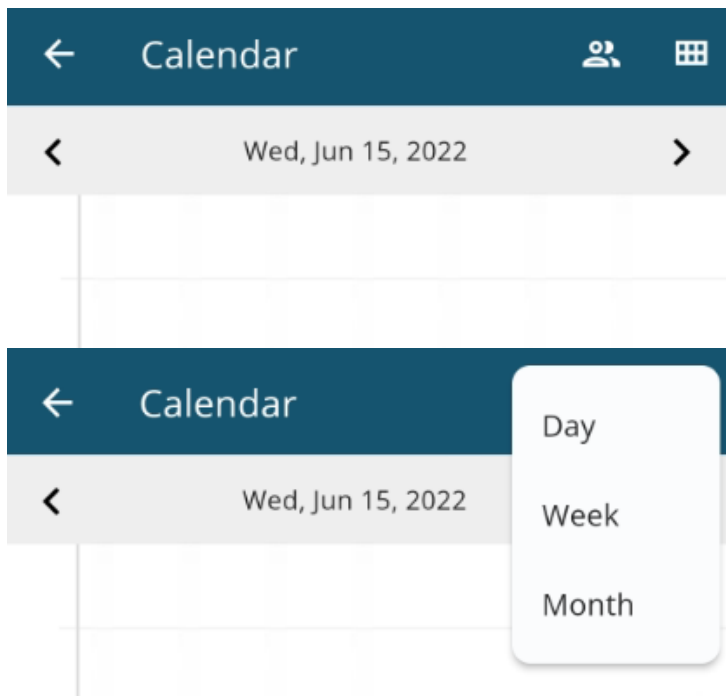 Calendar
Wed, Jun 15, 2022
Calendar
Day
Wed, Jun 15, 2022
Week
Month